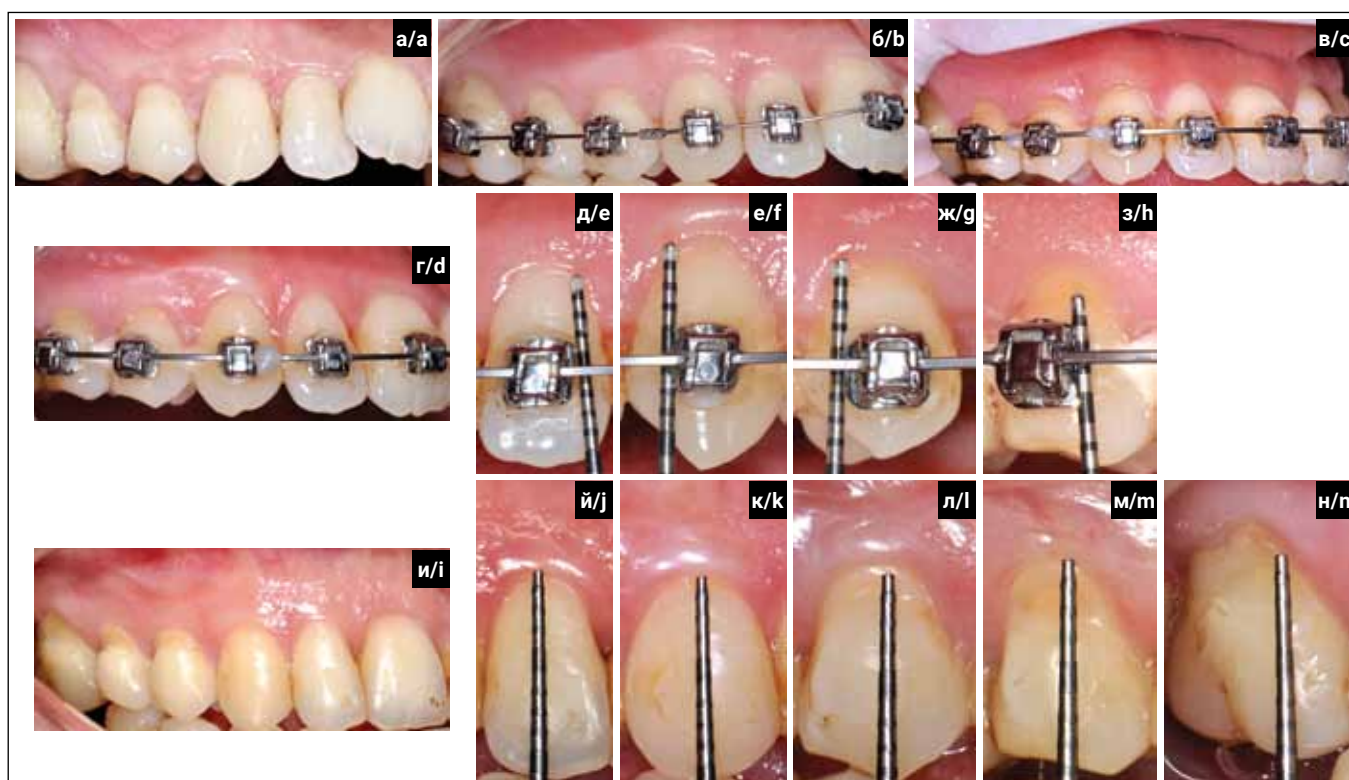 а/a
б/b
в/c
г/d
д/e
е/f
ж/g
з/h
и/i
й/j
к/k
л/l
м/m
н/n